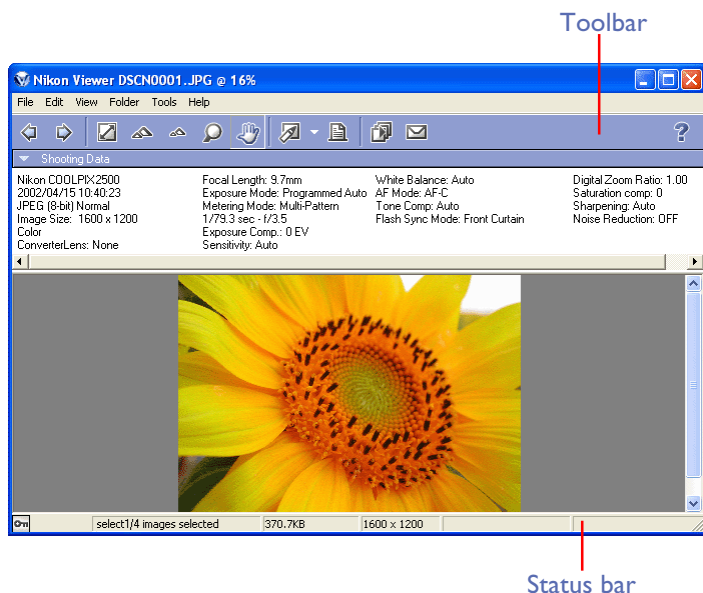 Toolbar
Nikon Viewer DSCN0001.JPG @ 16%
File Edit View Folder Tools Help
?
Shooting Data
Nikon COOLPIX2500
2002/04/15 10:40:23
JPEG (8-bit) Normal
Image Size: 1600 x 1200
Color
ConverterLens: None
Focal Length: 9.7mm
Exposure Mode: Programmed Auto
Metering Mode: Multi-Pattern
1/79.3 sec - f/3.5
Exposure Comp.: 0 EV
Sensitivity: Auto
White Balance: Auto
AF Mode: AF-C
Tone Comp: Auto
Flash Sync Mode: Front Curtain
Digital Zoom Ratio: 1.00
Saturation comp: 0
Sharpening: Auto
Noise Reduction: OFF
select1/4 images selected 370.7KB 1600 x 1200
Status bar